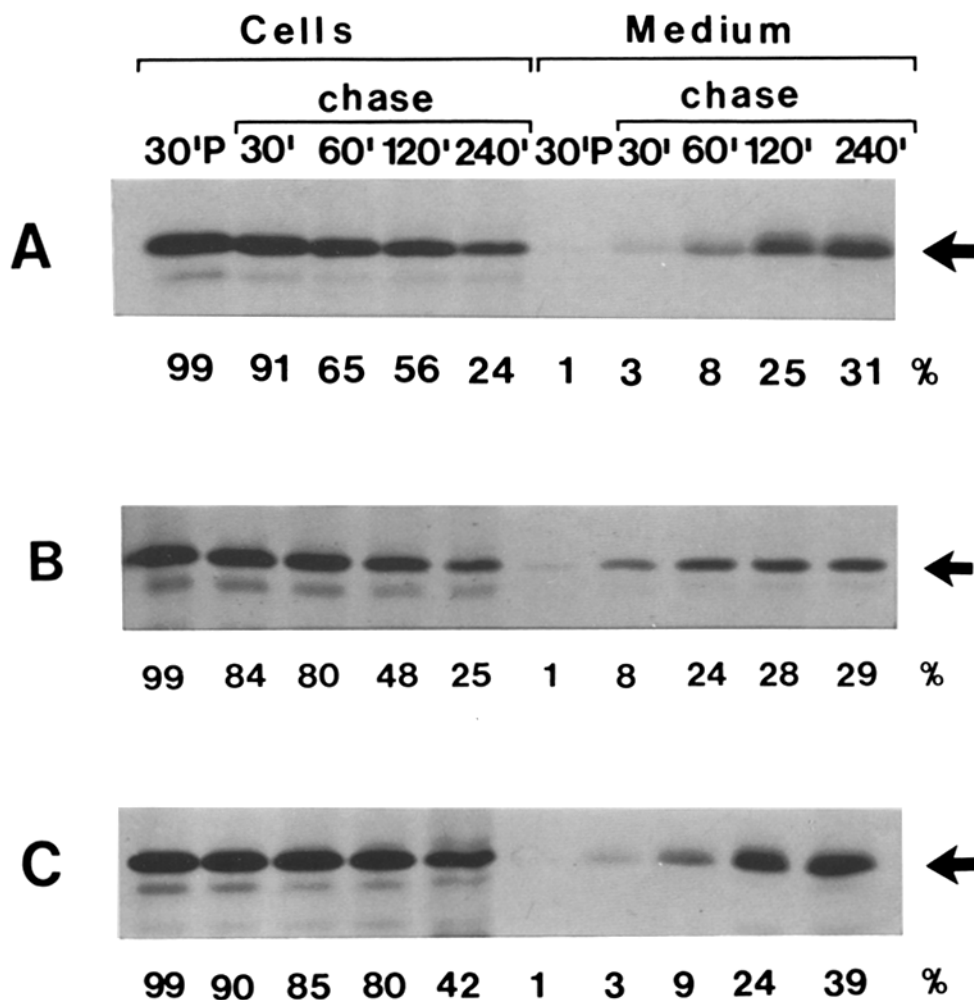 Cells Medium
chase chase
30'P 30' 60' 120' 240' 30'P 30' 60' 120' 240'
A
99 91 65 56 24 1 3 8 25 31 %
B
99 84 80 48 25 1 8 24 28 29 %
C
99 90 85 80 42 1 3 9 24 39 %